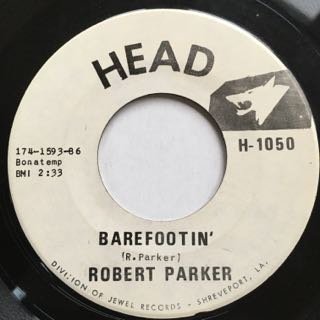 HEAD
174-1593-86
Bonatemp
BMI 2:33
H-1050
BAREFOOTIN'
(R. Parker)
ROBERT PARKER
DIVISION OF JEWEL RECORDS - SHREVEPORT, LA.